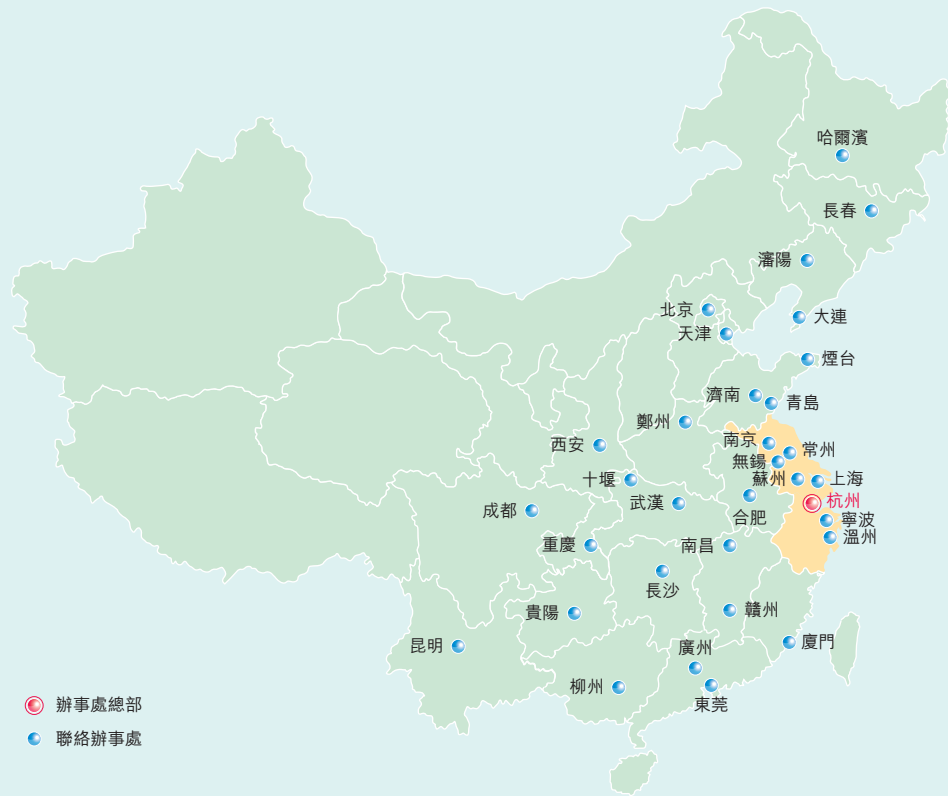 哈爾濱
長春
瀋陽
北京
大連
天津
煙台
濟南
青島
鄭州
南京
西安
常州
無錫
十堰
蘇州
上海
武漢
杭州
成都
合肥
寧波
溫州
重慶
南昌
長沙
貴陽
贛州
昆明
廈門
廣州
柳州
東莞
辦事處總部
聯絡辦事處